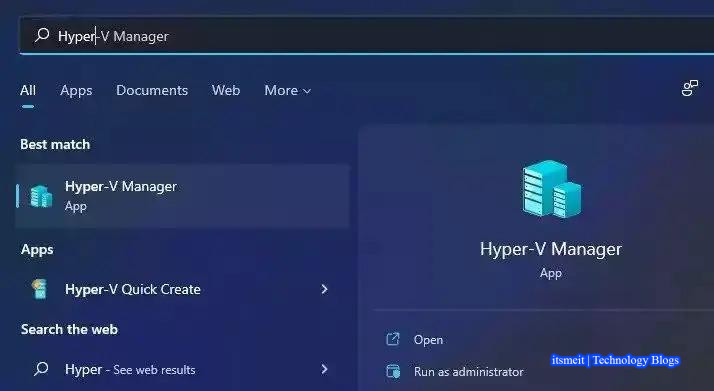 Hyper-V Manager
All Apps Documents Web More
Best match
Hyper-V Manager
App
Apps
Hyper-V Quick Create
Search the web
Hyper - See web results
Hyper-V Manager
App
Open
Run as administrator
itsmeit | Technology Blogs